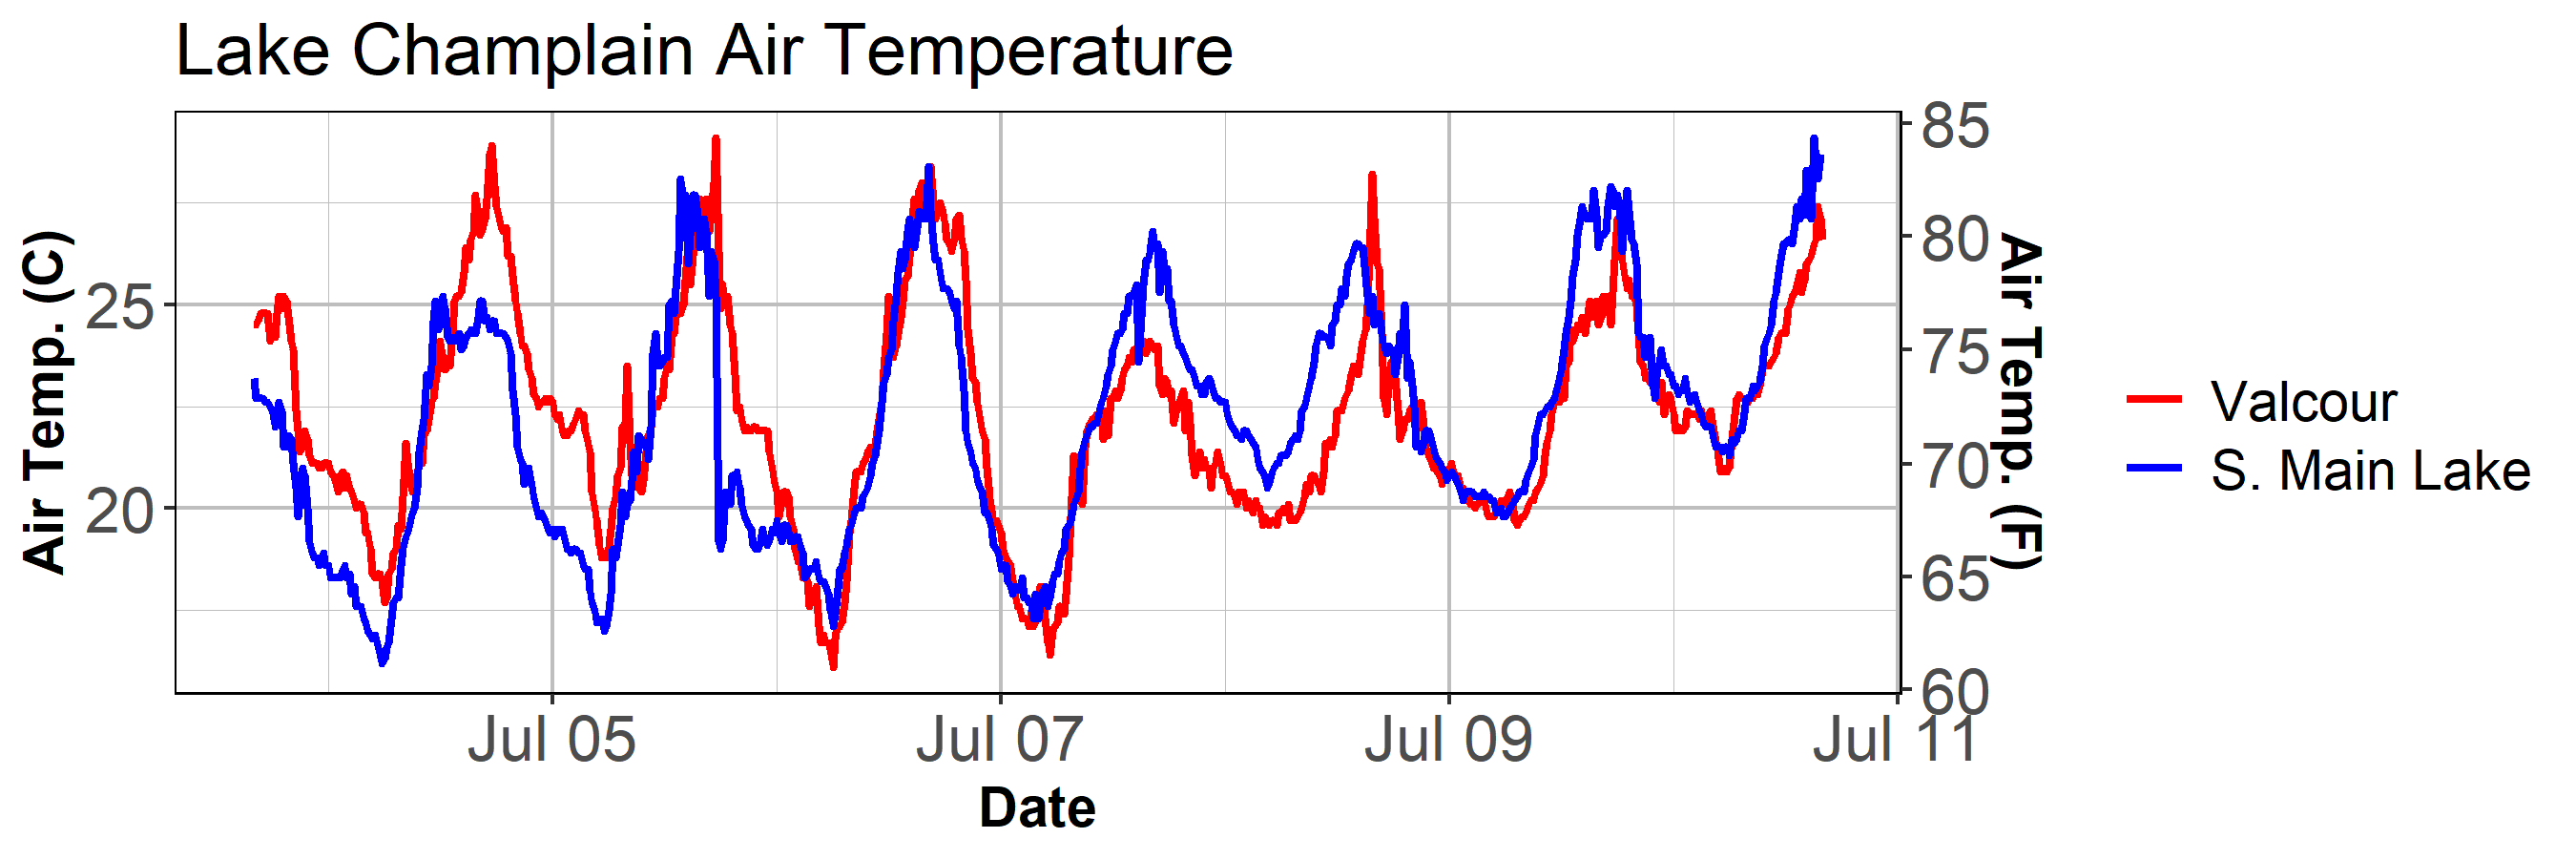 Lake Champlain Air Temperature
Air Temp. (C)
25
20
85
80
75
70
65
60
Air Temp. (F)
Jul 05
Jul 07
Jul 09
Jul 11
Date
Valcour
S. Main Lake